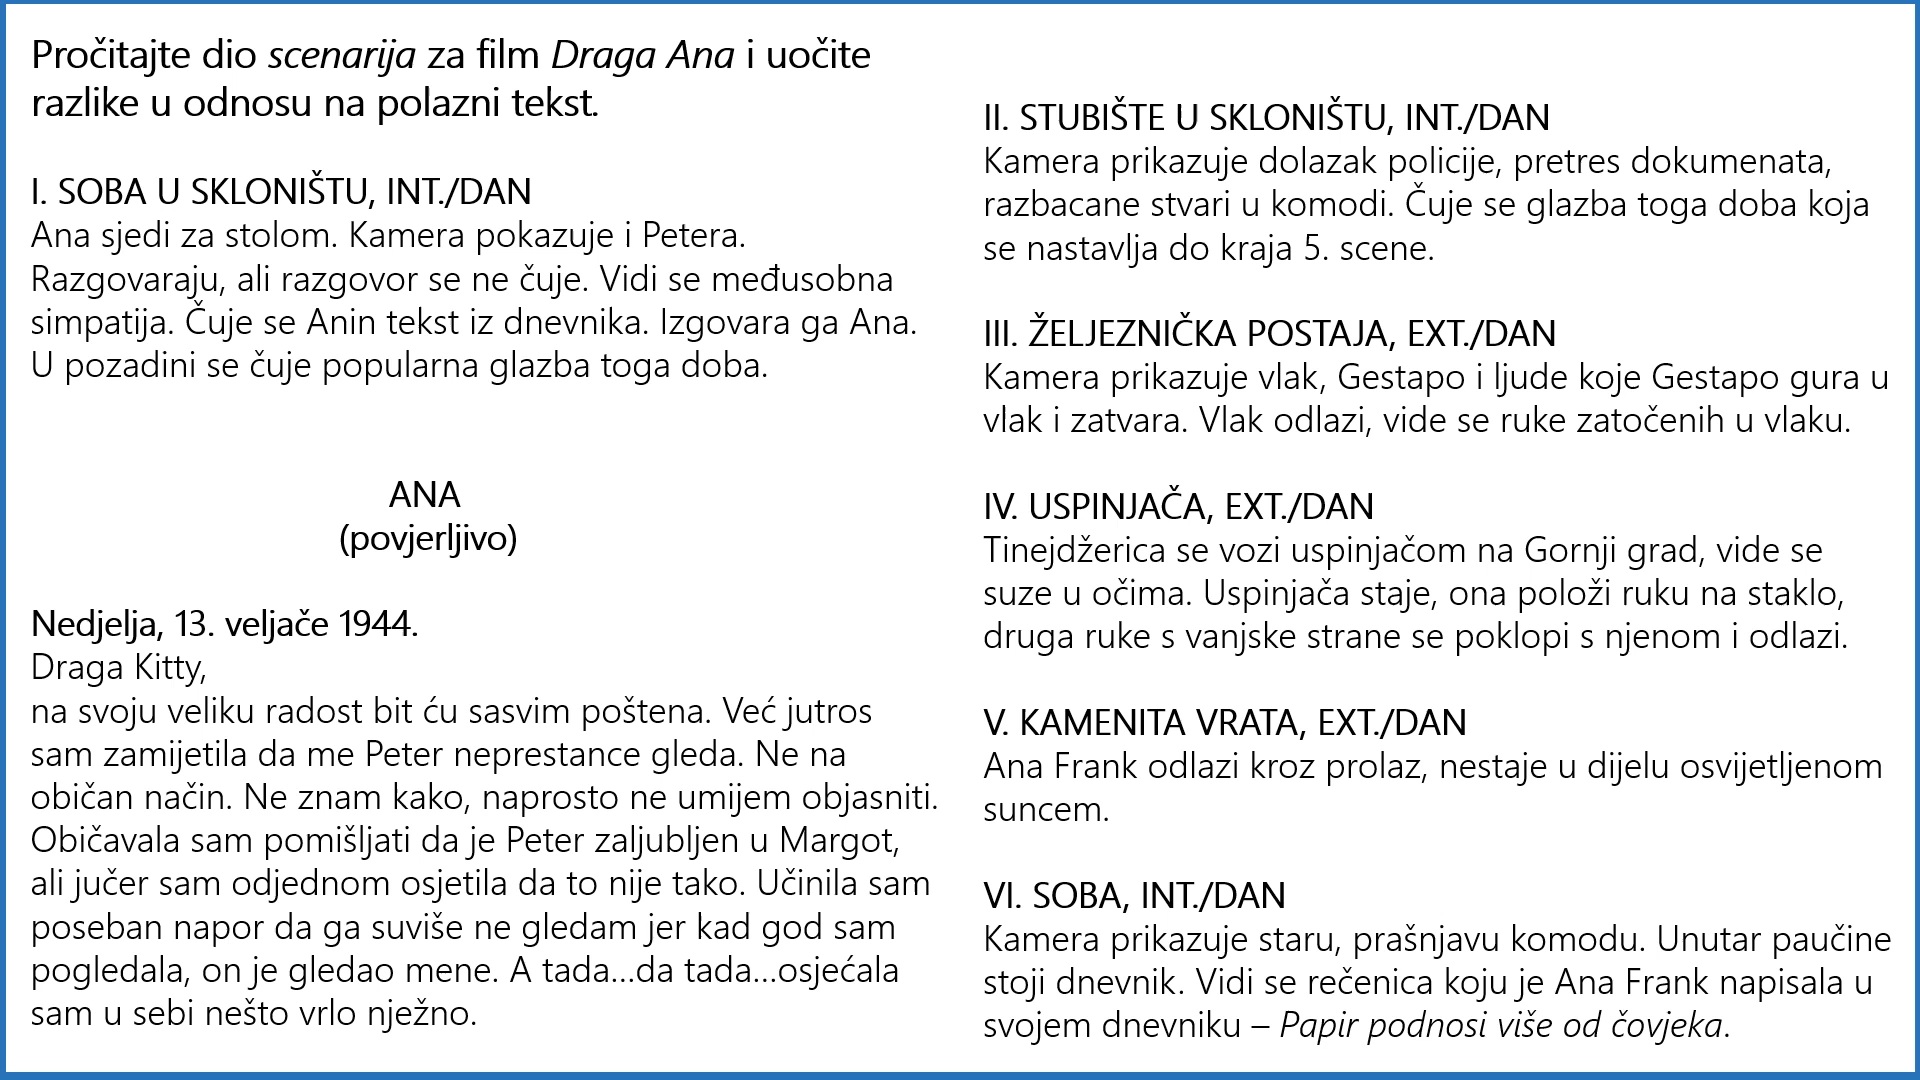 Pročitajte dio scenarija za film Draga Ana i uočite
razlike u odnosu na polazni tekst.
I. SOBA U SKLONIŠTU, INT./DAN
Ana sjedi za stolom. Kamera pokazuje i Petera.
Razgovaraju, ali razgovor se ne čuje. Vidi se međusobna
simpatija. Čuje se Anin tekst iz dnevnika. Izgovara ga Ana.
U pozadini se čuje popularna glazba toga doba.
ANA
(povjerljivo)
Nedjelja, 13. veljače 1944.
Draga Kitty,
na svoju veliku radost bit ću sasvim poštena. Već jutros
sam zamijetila da me Peter neprestance gleda. Ne na
običan način. Ne znam kako, naprosto ne umijem objasniti.
Običavala sam pomišljati da je Peter zaljubljen u Margot,
ali jučer sam odjednom osjetila da to nije tako. Učinila sam
poseban napor da ga suviše ne gledam jer kad god sam
pogledala, on je gledao mene. A tada...da tada...osjećala
sam u sebi nešto vrlo nježno.
II. STUBIŠTE U SKLONIŠTU, INT./DAN
Kamera prikazuje dolazak policije, pretres dokumenata,
razbacane stvari u komodi. Čuje se glazba toga doba koja
se nastavlja do kraja 5. scene.
III. ŽELJEZNIČKA POSTAJA, EXT./DAN
Kamera prikazuje vlak, Gestapo i ljude koje Gestapo gura u
vlak i zatvara. Vlak odlazi, vide se ruke zatočenih u vlaku.
IV. USPINJAČA, EXT./DAN
Tinejdžerica se vozi uspinjačom na Gornji grad, vide se
suze u očima. Uspinjača staje, ona položi ruku na staklo,
druga ruke s vanjske strane se poklopi s njenom i odlazi.
V. KAMENITA VRATA, EXT./DAN
Ana Frank odlazi kroz prolaz, nestaje u dijelu osvijetljenom
suncem.
VI. SOBA, INT./DAN
Kamera prikazuje staru, prašnjavu komodu. Unutar paučine
stoji dnevnik. Vidi se rečenica koju je Ana Frank napisala u
svojem dnevniku – Papir podnosi više od čovjeka.